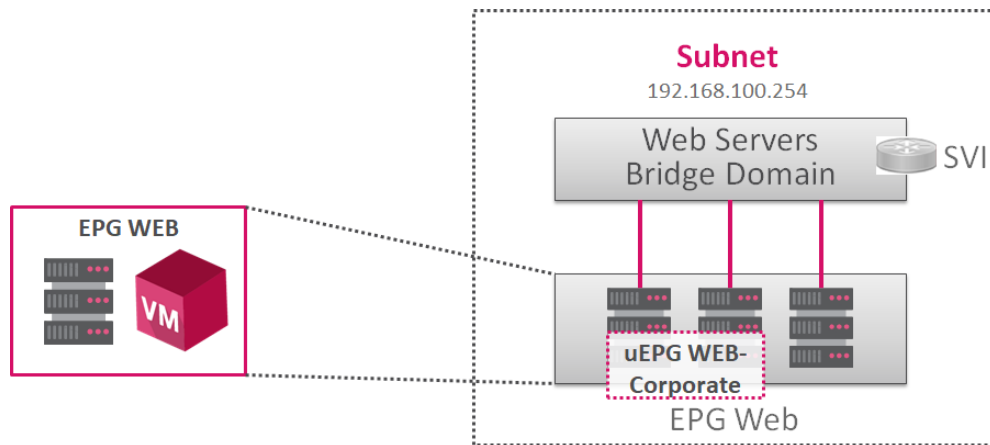 Subnet
192.168.100.254
Web Servers
Bridge Domain
SVI
EPG WEB
VM
uEPG WEB-
Corporate
EPG Web